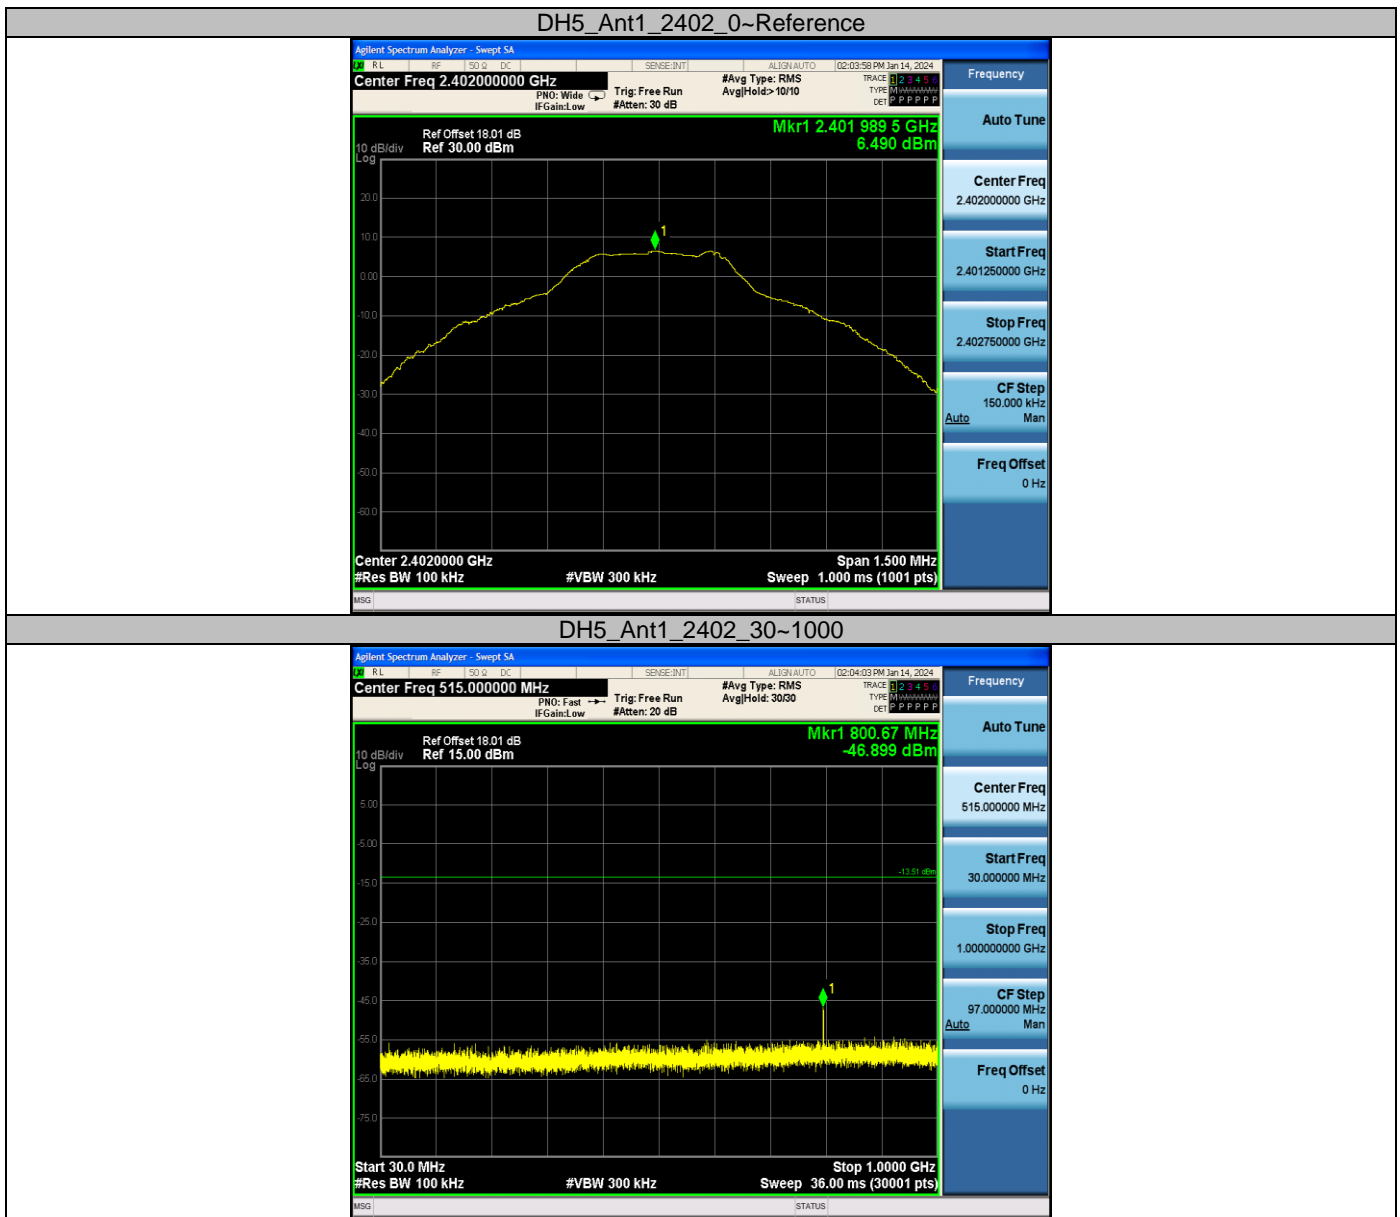 DH5_Ant1_2402_0~Reference
Agilent Spectrum Analyzer - Swept SA
RL RF 50 Ω DC SENSE:INT ALIGN AUTO 02:03:58 PM Jan 14, 2024
Center Freq 2.402000000 GHz
PNO: Wide
IFGain:Low
Trig: Free Run
#Atten: 30 dB
#Avg Type: RMS
Avg|Hold:> 10/10
TRACE 1 2 3 4 5 6
TYPE M
DET P P P P P P
Ref Offset 18.01 dB
10 dB/div Ref 30.00 dBm
Log
Mkr1 2.401 989 5 GHz
6.490 dBm
20.0
10.0
0.00
-10.0
-20.0
-30.0
-40.0
-50.0
-60.0
1
Center 2.4020000 GHz Span 1.500 MHz
#Res BW 100 kHz #VBW 300 kHz Sweep 1.000 ms (1001 pts)
MSG STATUS
Frequency
Auto Tune
Center Freq
2.402000000 GHz
Start Freq
2.401250000 GHz
Stop Freq
2.402750000 GHz
CF Step
150.000 kHz
Auto Man
Freq Offset
0 Hz
DH5_Ant1_2402_30~1000
Agilent Spectrum Analyzer - Swept SA
RL RF 50 Ω DC SENSE:INT ALIGN AUTO 02:04:03 PM Jan 14, 2024
Center Freq 515.000000 MHz
PNO: Fast
IFGain:Low
Trig: Free Run
#Atten: 20 dB
#Avg Type: RMS
Avg|Hold: 30/30
TRACE 1 2 3 4 5 6
TYPE M
DET P P P P P P
Ref Offset 18.01 dB
10 dB/div Ref 15.00 dBm
Log
Mkr1 800.67 MHz
-46.899 dBm
5.00
-5.00
-15.0
-25.0
-35.0
-45.0
-55.0
-65.0
-75.0
-13.51 dBm
1
Start 30.0 MHz Stop 1.0000 GHz
#Res BW 100 kHz #VBW 300 kHz Sweep 36.00 ms (30001 pts)
MSG STATUS
Frequency
Auto Tune
Center Freq
515.000000 MHz
Start Freq
30.000000 MHz
Stop Freq
1.000000000 GHz
CF Step
97.000000 MHz
Auto Man
Freq Offset
0 Hz